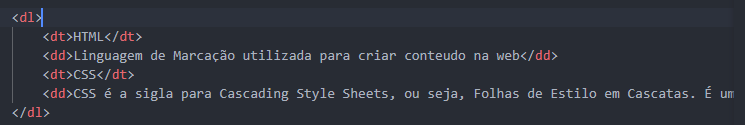 <dl>
<dt>HTML</dt>
<dd>Linguagem de Marcação utilizada para criar conteudo na web</dd>
<dt>CSS</dt>
<dd>CSS é a sigla para Cascading Style Sheets, ou seja, Folhas de Estilo em Cascatas. É um
</dl>